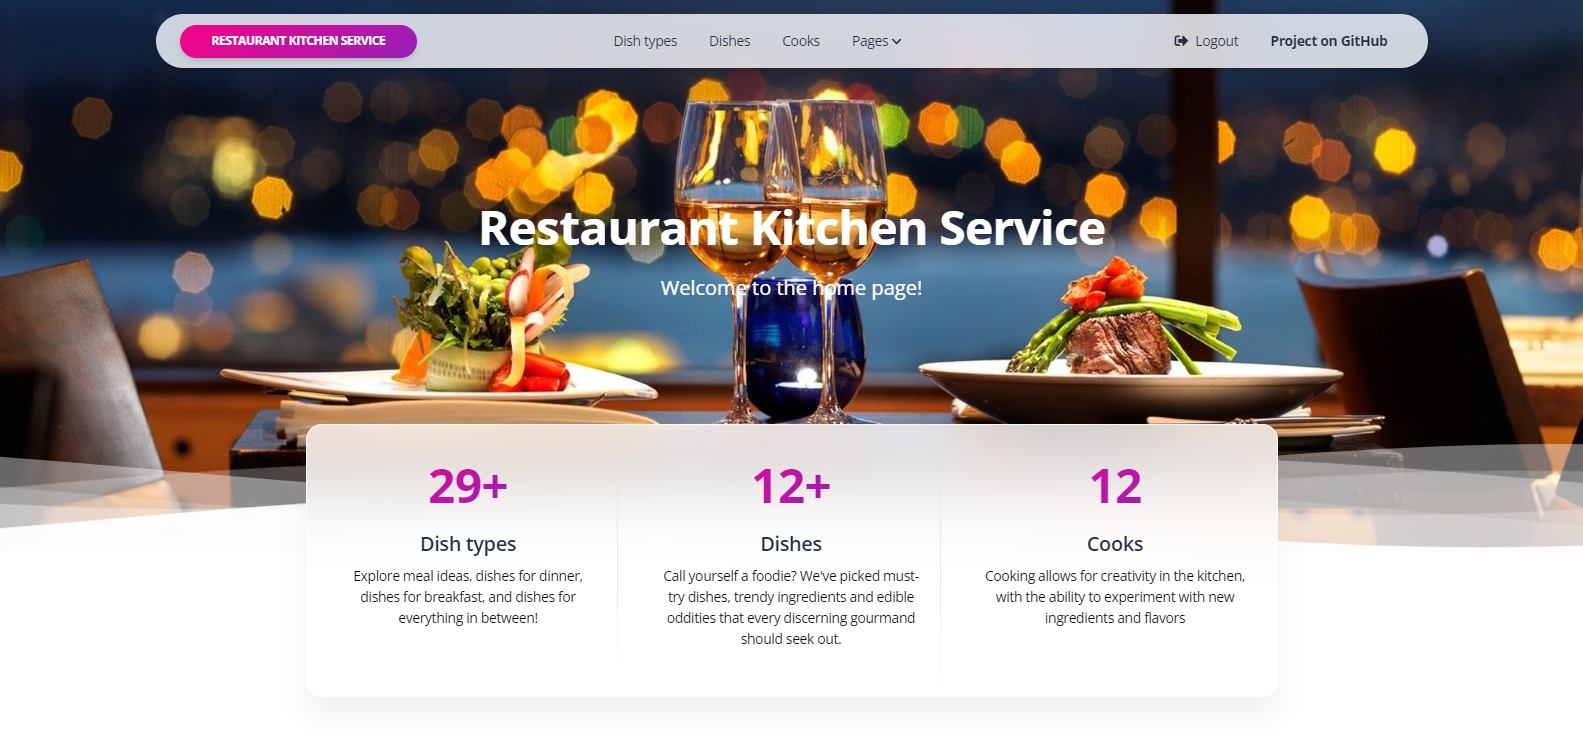 RESTAURANT KITCHEN SERVICE
Dish types
Dishes
Cooks
Pages
Logout
Project on GitHub
Restaurant Kitchen Service
Welcome to the home page!
29+
Dish types
Explore meal ideas, dishes for dinner,
dishes for breakfast, and dishes for
everything in between!
12+
Dishes
Call yourself a foodie? We've picked must-
try dishes, trendy ingredients and edible
oddities that every discerning gourmand
should seek out.
12
Cooks
Cooking allows for creativity in the kitchen,
with the ability to experiment with new
ingredients and flavors